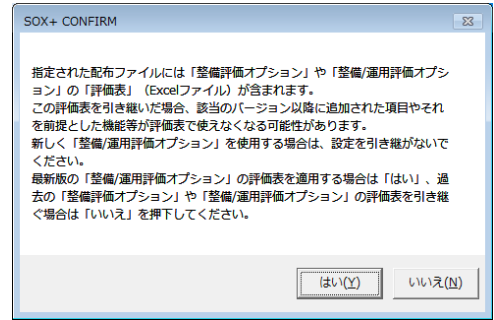 SOX+ CONFIRM
指定された配布ファイルには「整備評価オプション」や「整備/運用評価オプシ
ョン」の「評価表」（Excelファイル）が含まれます。
この評価表を引き継いだ場合、該当のバージョン以降に追加された項目やそれ
を前提とした機能等が評価表で使えなくなる可能性があります。
新しく「整備/運用評価オプション」を使用する場合は、設定を引き継がないで
ください。
最新版の「整備/運用評価オプション」の評価表を適用する場合は「はい」、過
去の「整備評価オプション」や「整備/運用評価オプション」の評価表を引き継
ぐ場合は「いいえ」を押下してください。
はい(Y) いいえ(N)